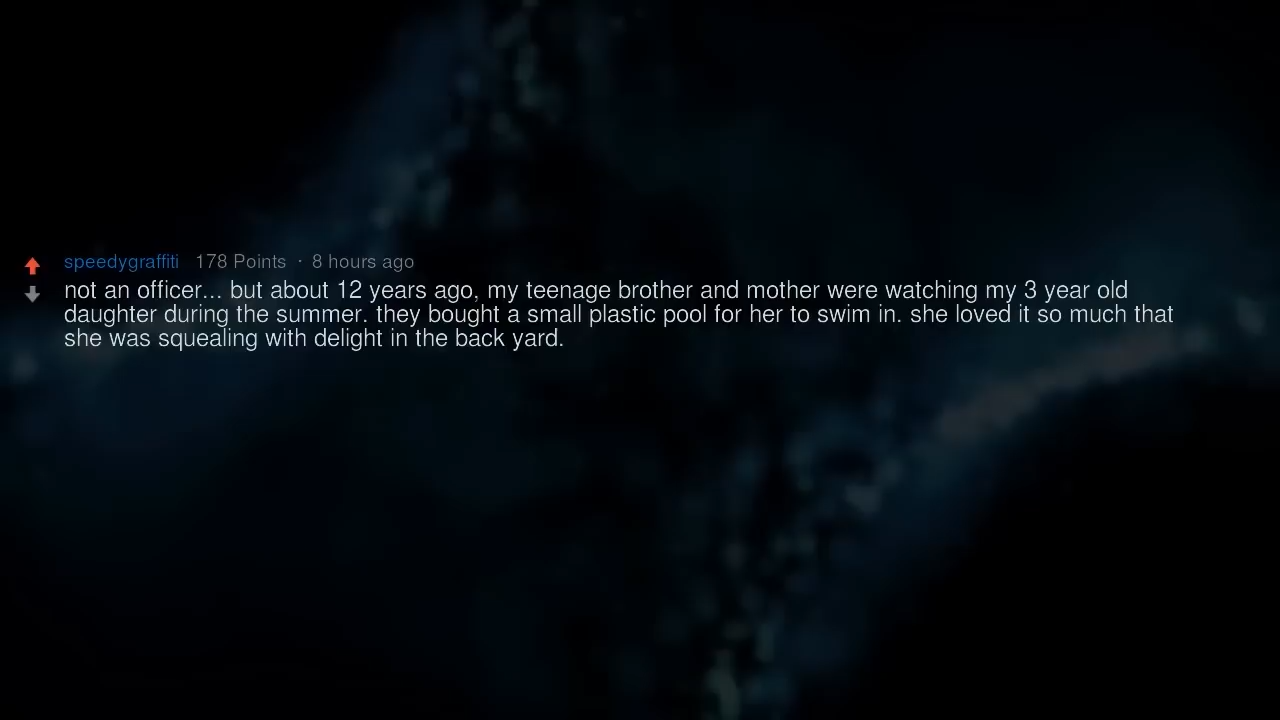 speedygraffiti 178 Points · 8 hours ago
not an officer... but about 12 years ago, my teenage brother and mother were watching my 3 year old
daughter during the summer. they bought a small plastic pool for her to swim in. she loved it so much that
she was squealing with delight in the back yard.